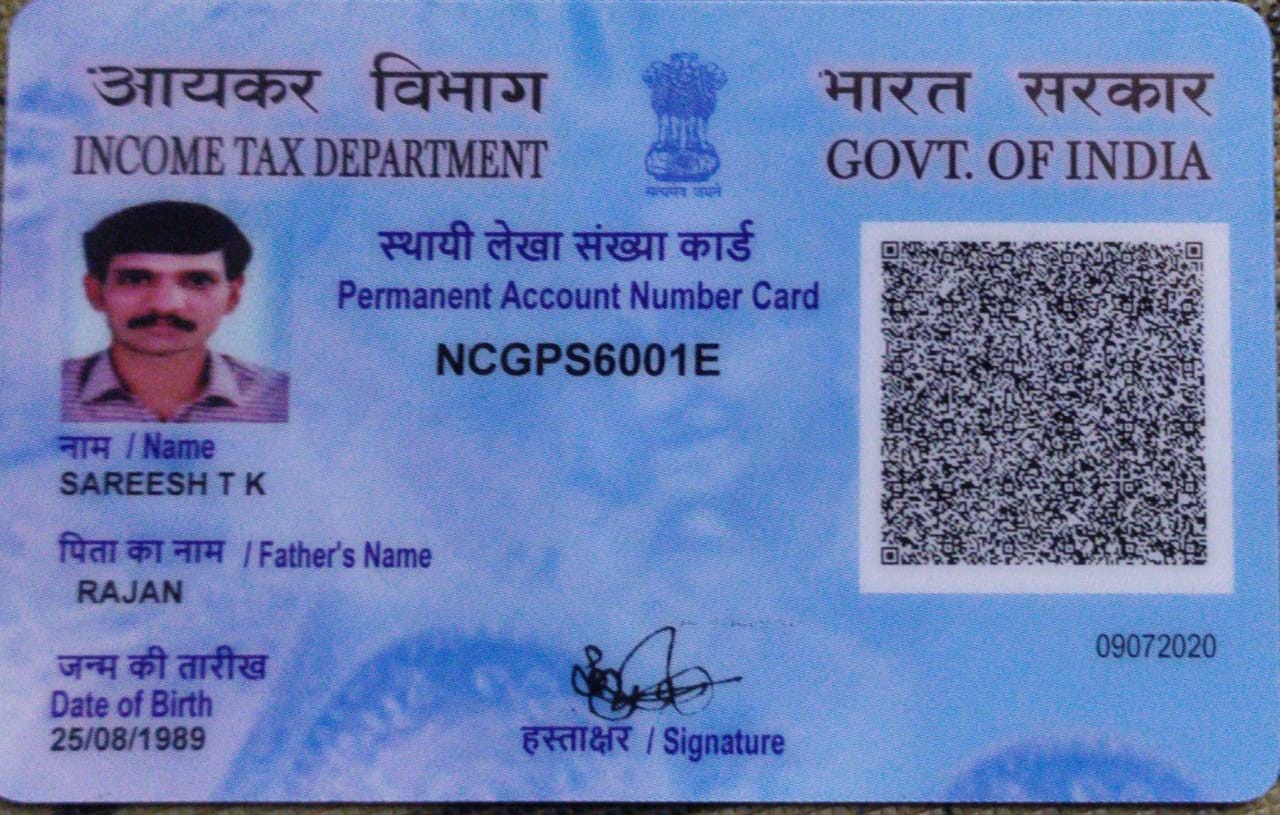 आयकर विभाग
INCOME TAX DEPARTMENT
भारत सरकार
GOVT. OF INDIA
सत्यमेव जयते
स्थायी लेखा संख्या कार्ड
Permanent Account Number Card
NCGPS6001E
नाम / Name
SAREESH T K
पिता का नाम / Father's Name
RAJAN
जन्म की तारीख
Date of Birth
25/08/1989
हस्ताक्षर / Signature
09072020